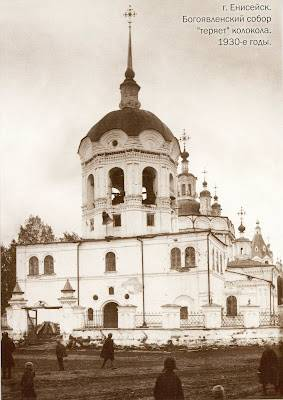 г. Енисейск.
Богоявленский собор
"теряет" колокола.
1930-е годы.